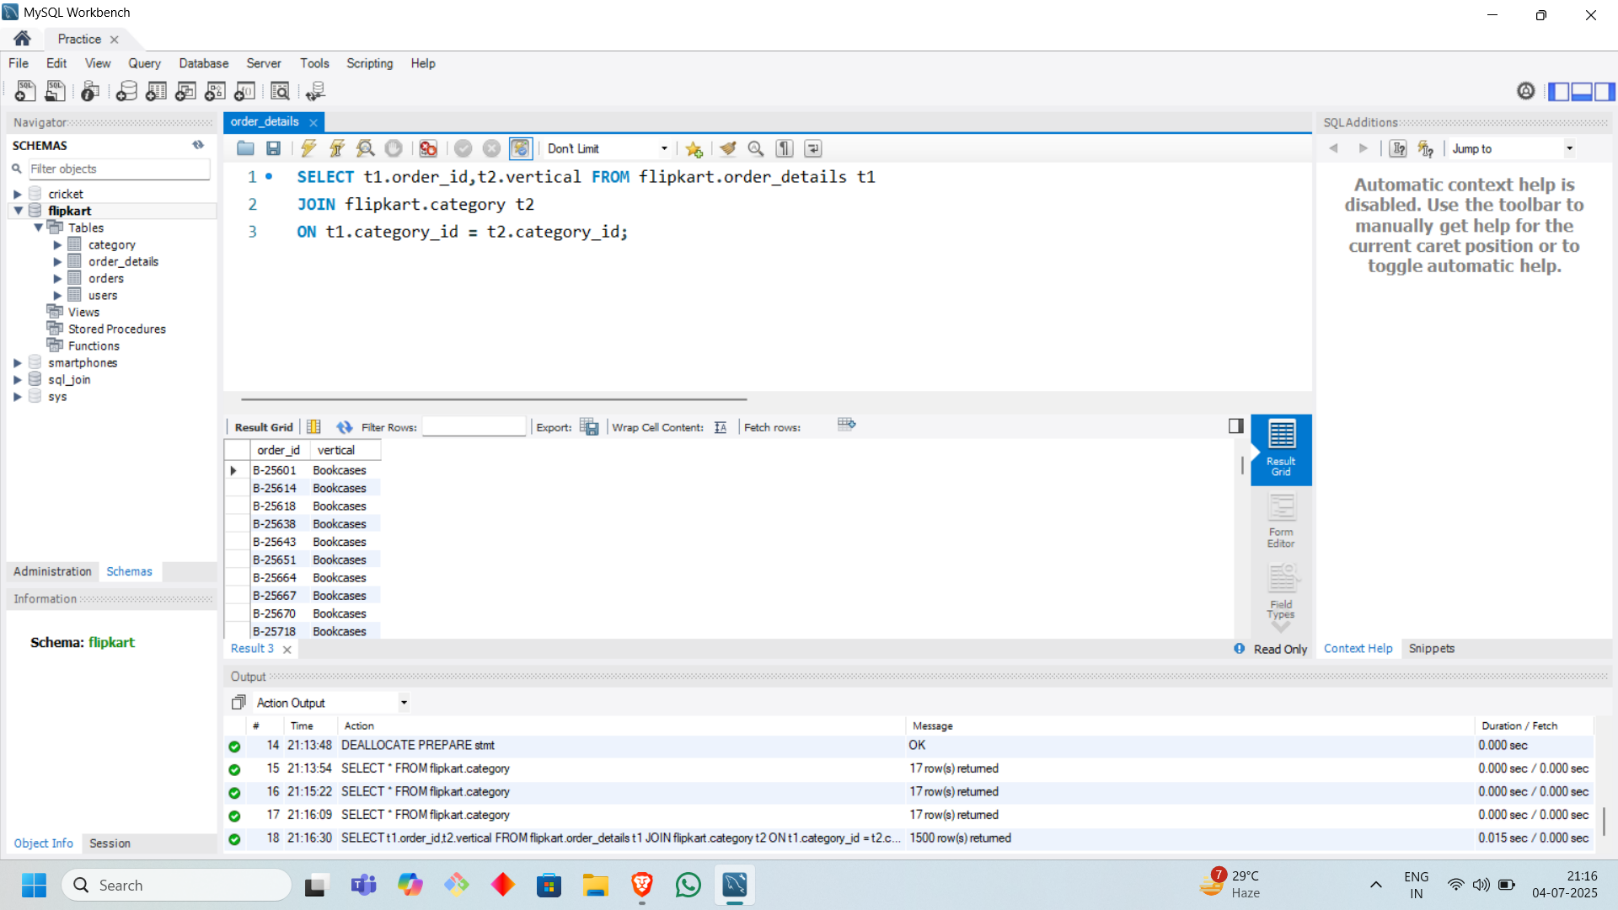 MySQL Workbench
Practice
File Edit View Query Database Server Tools Scripting Help
Navigator
SCHEMAS
Filter objects
cricket
flipkart
Tables
category
order_details
orders
users
Views
Stored Procedures
Functions
smartphones
sql_join
sys
Administration Schemas
Information
Schema: flipkart
Object Info Session
order_details
Don't Limit
1 SELECT t1.order_id,t2.vertical FROM flipkart.order_details t1
2 JOIN flipkart.category t2
3 ON t1.category_id = t2.category_id;
Result Grid Filter Rows: Export: Wrap Cell Content: Fetch rows:
order_id vertical
B-25601 Bookcases
B-25614 Bookcases
B-25618 Bookcases
B-25638 Bookcases
B-25643 Bookcases
B-25651 Bookcases
B-25664 Bookcases
B-25667 Bookcases
B-25670 Bookcases
B-25718 Bookcases
Result Grid
Form Editor
Field Types
Result 3 Read Only
SQLAdditions
Jump to
Automatic context help is
disabled. Use the toolbar to
manually get help for the
current caret position or to
toggle automatic help.
Context Help Snippets
Output
Action Output
# Time Action Message Duration / Fetch
14 21:13:48 DEALLOCATE PREPARE stmt OK 0.000 sec
15 21:13:54 SELECT * FROM flipkart.category 17 row(s) returned 0.000 sec / 0.000 sec
16 21:15:22 SELECT * FROM flipkart.category 17 row(s) returned 0.000 sec / 0.000 sec
17 21:16:09 SELECT * FROM flipkart.category 17 row(s) returned 0.000 sec / 0.000 sec
18 21:16:30 SELECT t1.order_id,t2.vertical FROM flipkart.order_details t1 JOIN flipkart.category t2 ON t1.category_id = t2.c... 1500 row(s) returned 0.015 sec / 0.000 sec
Search
7
29°C
Haze
ENG
IN
21:16
04-07-2025